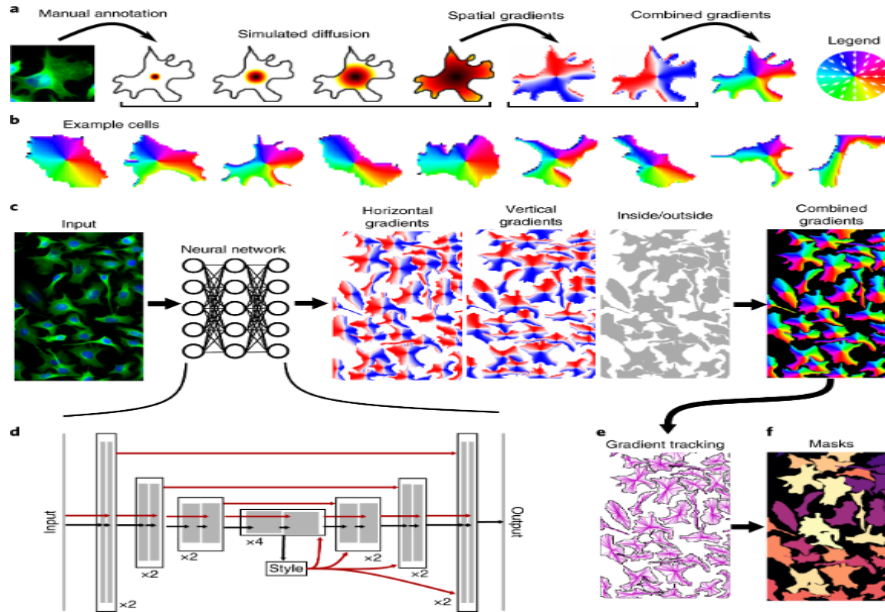 a
Manual annotation
Simulated diffusion
Spatial gradients
Combined gradients
Legend
b
Example cells
c
Input
Neural network
Horizontal
gradients
Vertical
gradients
Inside/outside
Combined
gradients
d
Input
×2
×2
×2
×4
Style
×2
×2
×2
Output
e
Gradient tracking
f
Masks